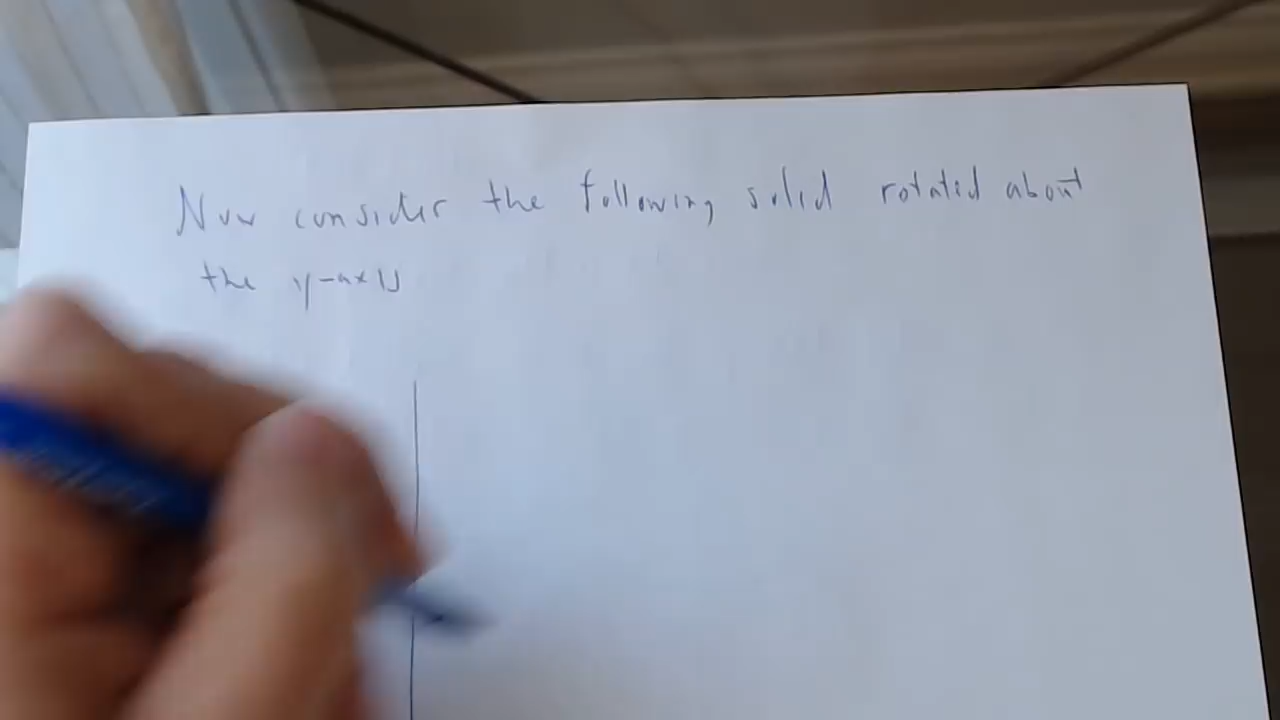 Now consider the following solid rotated about
the y-axis